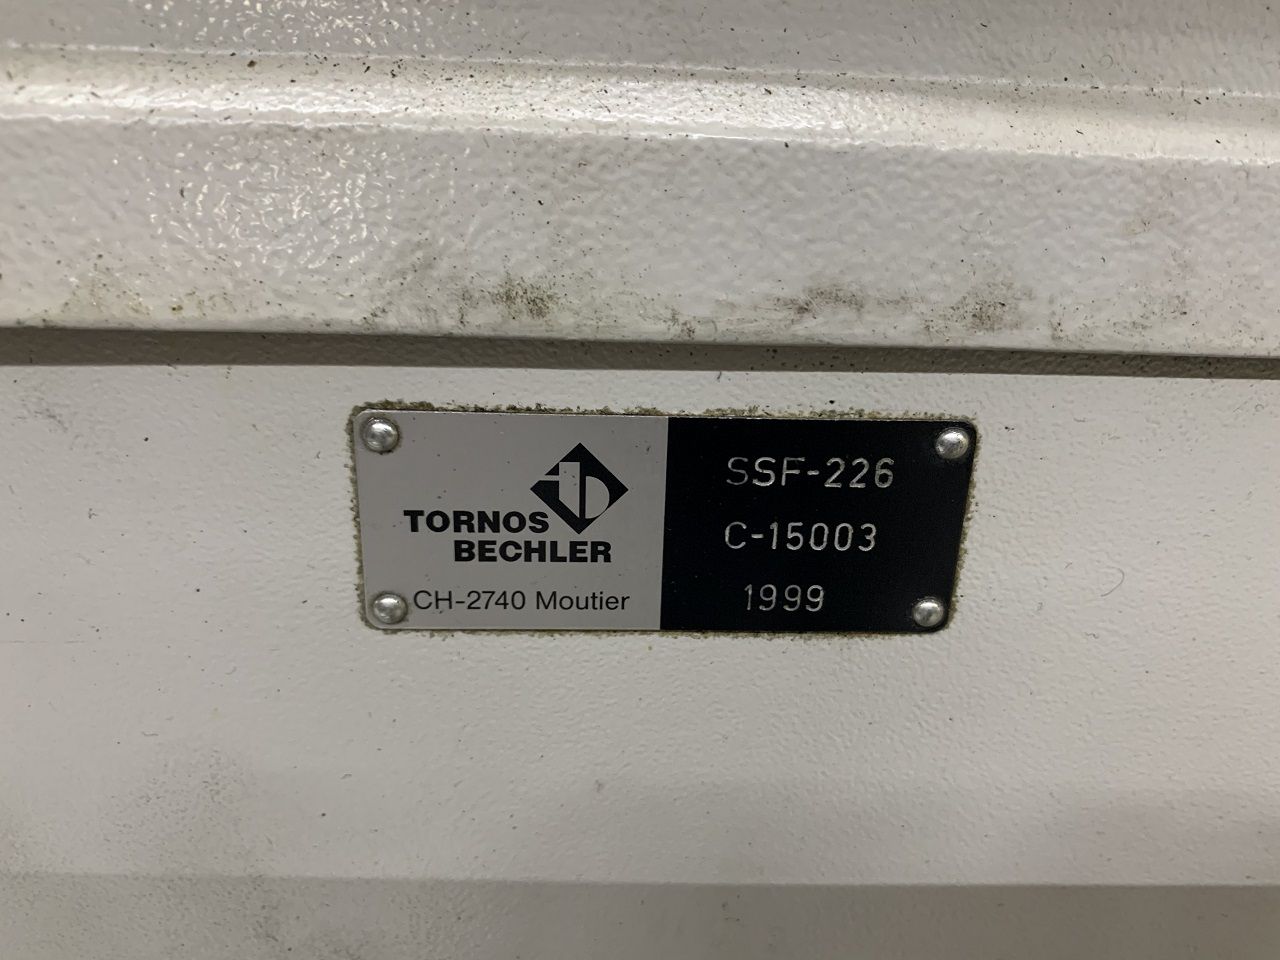 TORNOS
BECHLER
CH-2740 Moutier
SSF-226
C-15003
1999